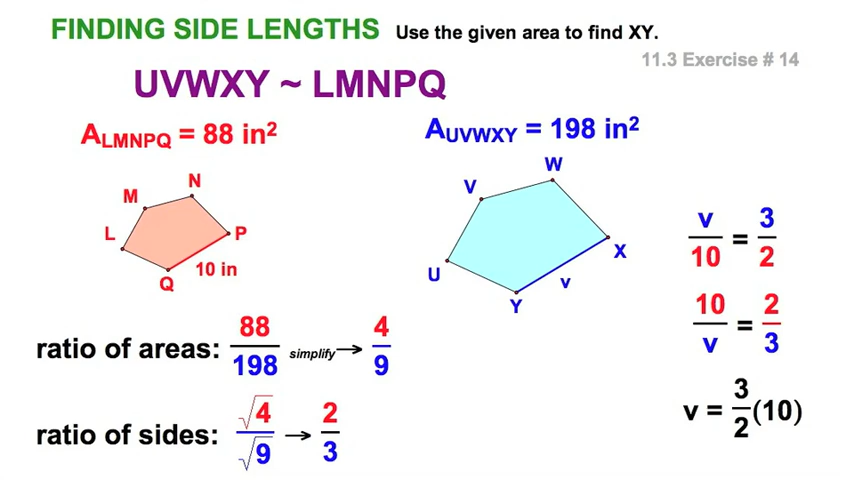 FINDING SIDE LENGTHS Use the given area to find XY.
11.3 Exercise # 14
UVWXY ~ LMNPQ
A_LMNPQ = 88 in²
A_UVWXY = 198 in²
M
N
L
P
Q
10 in
V
W
U
X
Y
v
v/10 = 3/2
10/v = 2/3
v = 3/2(10)
ratio of areas: 88/198 simplify→ 4/9
ratio of sides: √4/√9 → 2/3